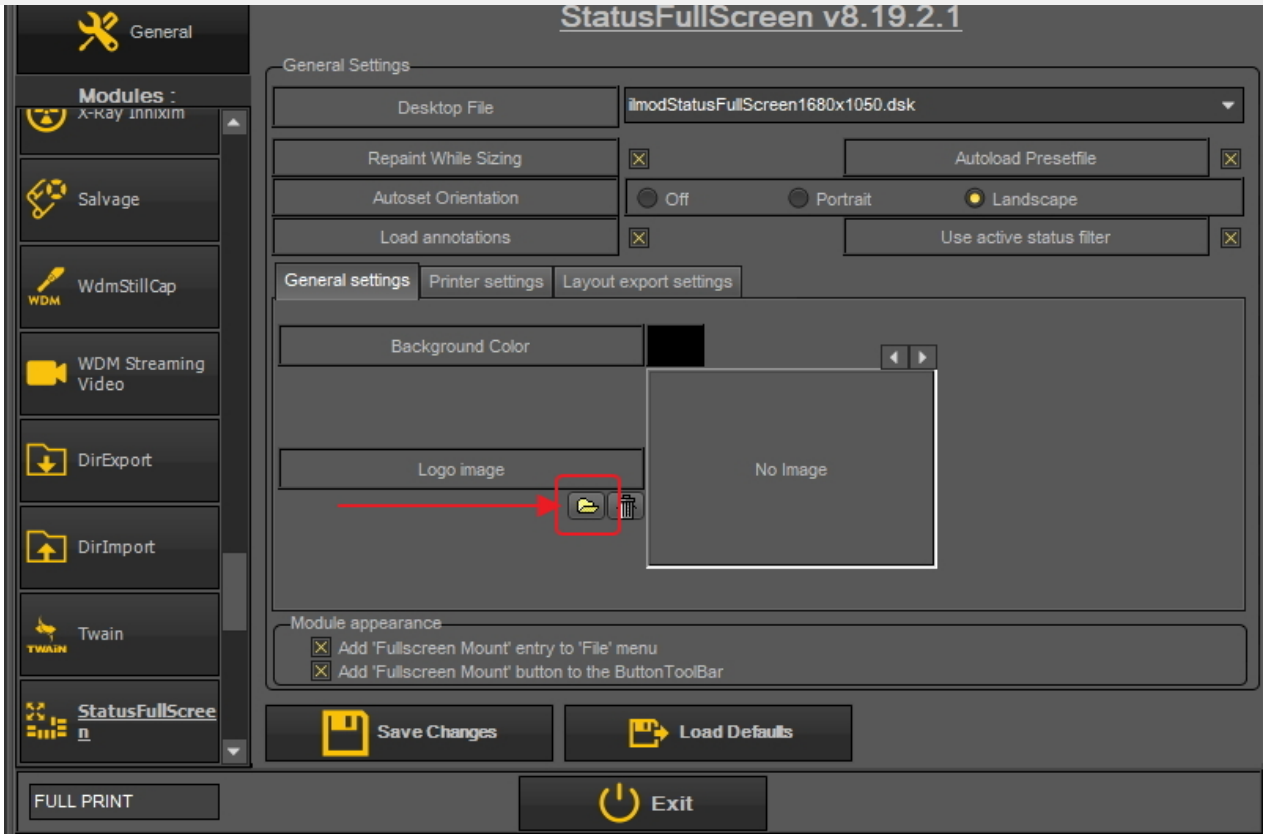 General
Modules :
X-Ray Innixim
Salvage
WDM
WdmStillCap
WDM Streaming
Video
DirExport
DirImport
TWAIN
Twain
StatusFullScree
n
FULL PRINT
StatusFullScreen v8.19.2.1
General Settings
Desktop File
ilmodStatusFullScreen1680x1050.dsk
Repaint While Sizing
Autoload Presetfile
Autoset Orientation
Off
Portrait
Landscape
Load annotations
Use active status filter
General settings
Printer settings
Layout export settings
Background Color
Logo image
No Image
Module appearance
Add 'Fullscreen Mount' entry to 'File' menu
Add 'Fullscreen Mount' button to the ButtonToolBar
Save Changes
Load Defaults
Exit